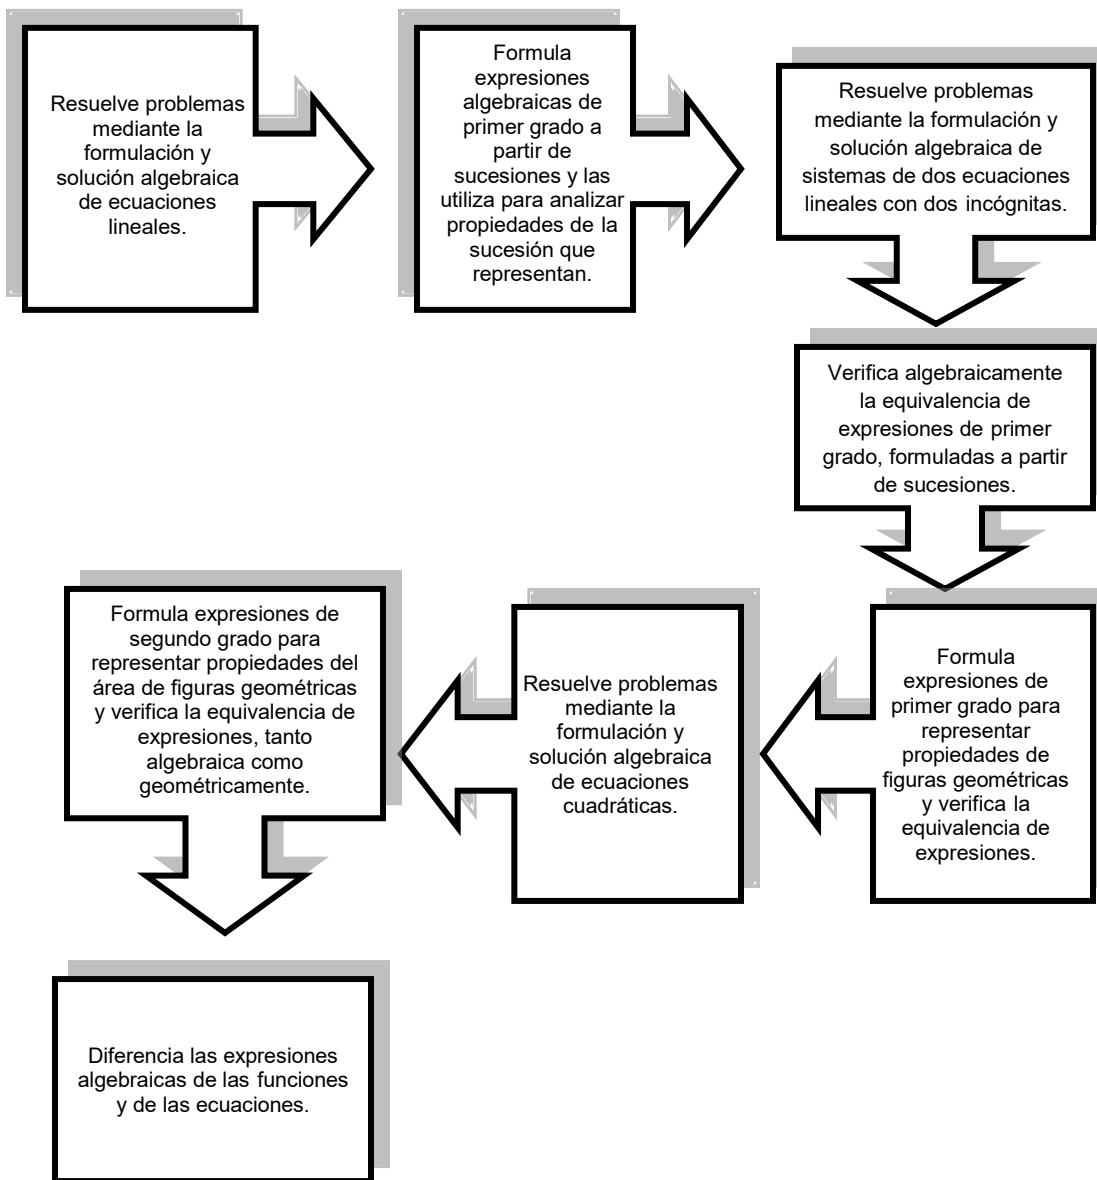 Resuelve problemas
mediante la
formulación y
solución algebraica
de ecuaciones
lineales.
Formula
expresiones
algebraicas de
primer grado a
partir de
sucesiones y las
utiliza para analizar
propiedades de la
sucesión que
representan.
Resuelve problemas
mediante la formulación y
solución algebraica de
sistemas de dos ecuaciones
lineales con dos incógnitas.
Verifica algebraicamente
la equivalencia de
expresiones de primer
grado, formuladas a partir
de sucesiones.
Formula
expresiones de
primer grado para
representar
propiedades de
figuras geométricas
y verifica la
equivalencia de
expresiones.
Resuelve problemas
mediante la
formulación y
solución algebraica
de ecuaciones
cuadráticas.
Formula expresiones de
segundo grado para
representar propiedades del
área de figuras geométricas
y verifica la equivalencia de
expresiones, tanto
algebraica como
geométricamente.
Diferencia las expresiones
algebraicas de las funciones
y de las ecuaciones.